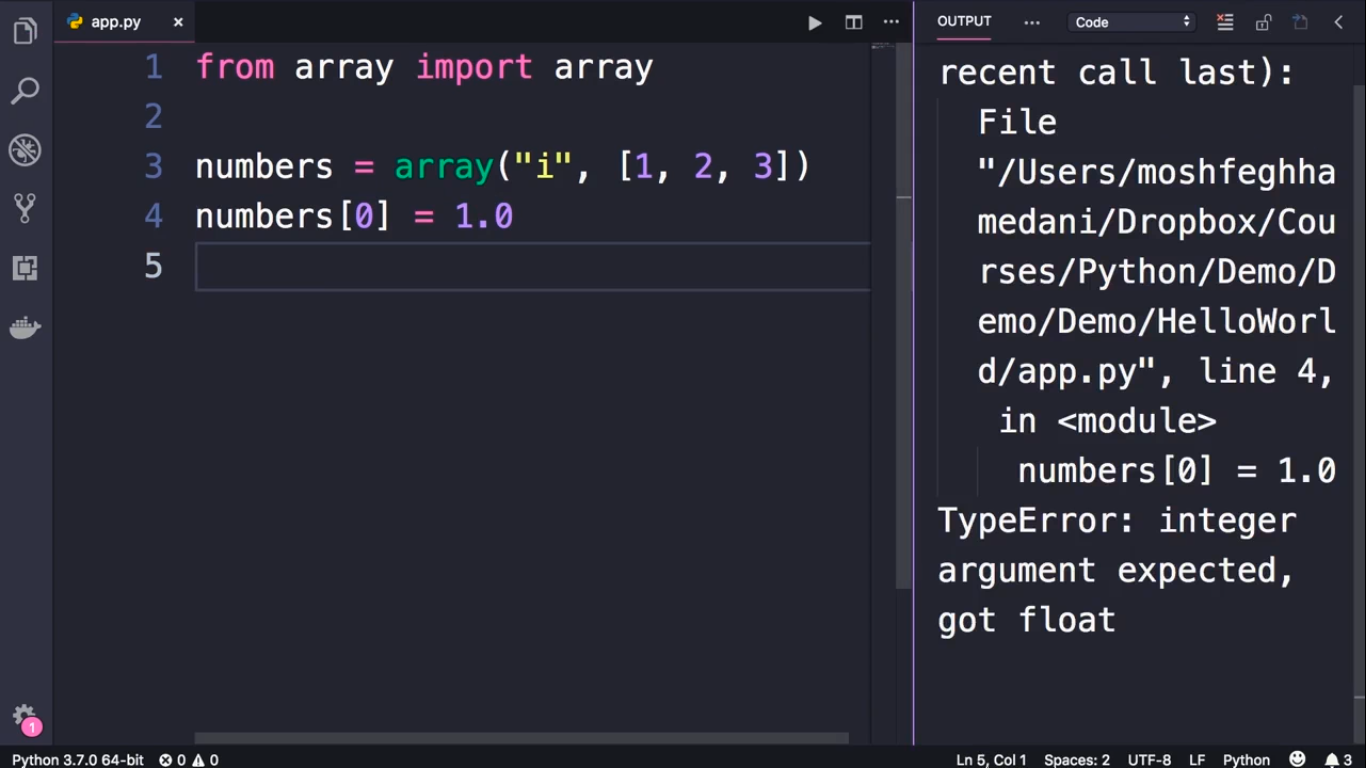 app.py
OUTPUT
Code
1 from array import array
2
3 numbers = array("i", [1, 2, 3])
4 numbers[0] = 1.0
5
recent call last):
File
"/Users/moshfeghha
medani/Dropbox/Cou
rses/Python/Demo/D
emo/Demo/HelloWorl
d/app.py", line 4,
in <module>
numbers[0] = 1.0
TypeError: integer
argument expected,
got float
1
Python 3.7.0 64-bit 0 0 Ln 5, Col 1 Spaces: 2 UTF-8 LF Python 3